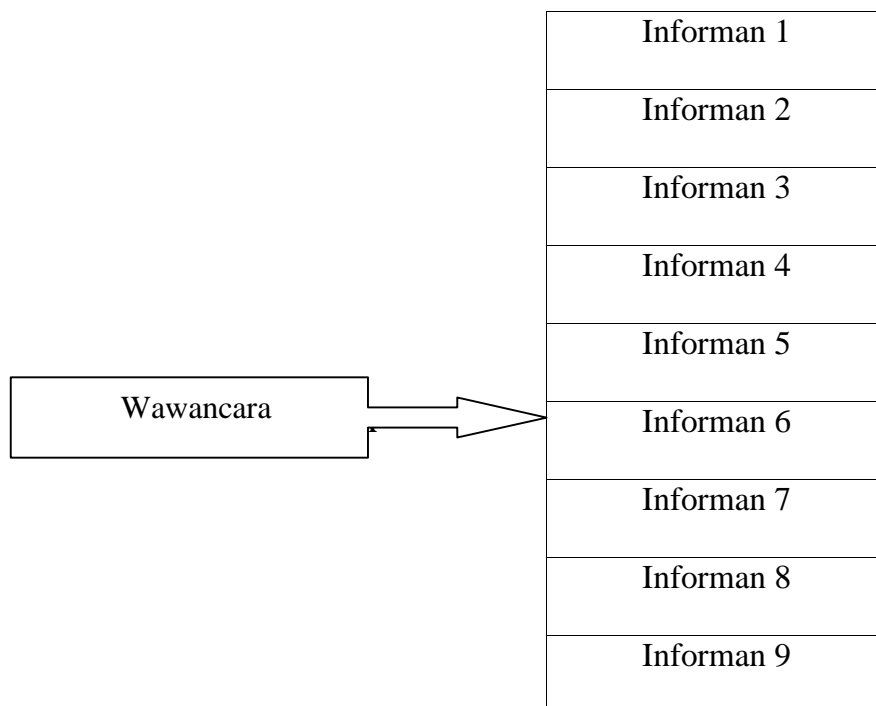 Informan 1
Informan 2
Informan 3
Informan 4
Informan 5
Wawancara
Informan 6
Informan 7
Informan 8
Informan 9